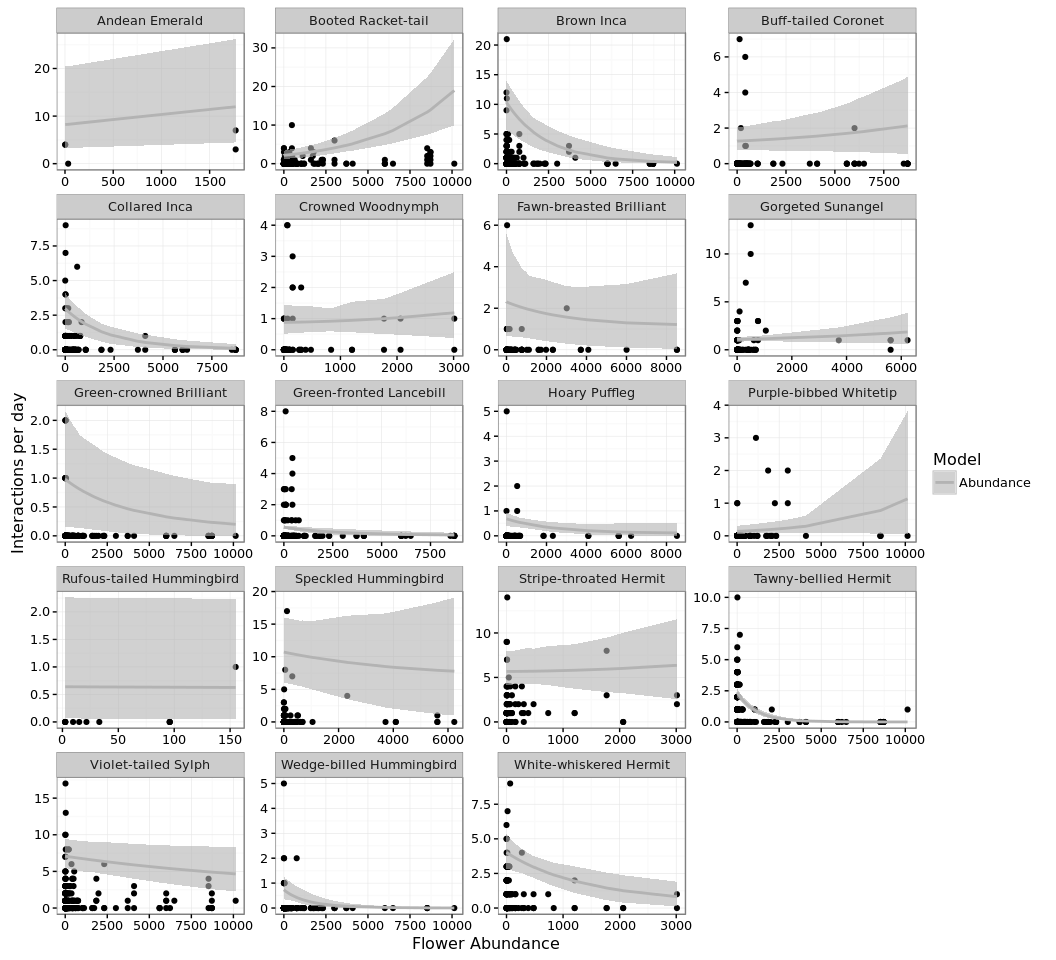 Andean Emerald
Booted Racket-tail
Brown Inca
Buff-tailed Coronet
0 10 20
0 500 1000 1500
0 10 20 30
0 2500 5000 7500 10000
0 5 10 15 20
0 2500 5000 7500 10000
0 2 4 6
0 2500 5000 7500
Collared Inca
Crowned Woodnymph
Fawn-breasted Brilliant
Gorgeted Sunangel
0.0 2.5 5.0 7.5
0 2500 5000 7500
0 1 2 3 4
0 1000 2000 3000
0 2 4 6
0 2000 4000 6000 8000
0 5 10
0 2000 4000 6000
Green-crowned Brilliant
Green-fronted Lancebill
Hoary Puffleg
Purple-bibbed Whitetip
0.0 0.5 1.0 1.5 2.0
0 2500 5000 7500 10000
0 2 4 6 8
0 2500 5000 7500
0 1 2 3 4 5
0 2000 4000 6000 8000
0 1 2 3 4
0 2500 5000 7500 10000
Rufous-tailed Hummingbird
Speckled Hummingbird
Stripe-throated Hermit
Tawny-bellied Hermit
0.0 0.5 1.0 1.5 2.0
0 50 100 150
0 5 10 15 20
0 2000 4000 6000
0 5 10
0 1000 2000 3000
0.0 2.5 5.0 7.5 10.0
0 2500 5000 7500 10000
Violet-tailed Sylph
Wedge-billed Hummingbird
White-whiskered Hermit
0 5 10 15
0 2500 5000 7500 10000
0 1 2 3 4 5
0 2500 5000 7500 10000
0.0 2.5 5.0 7.5
0 1000 2000 3000
Interactions per day
Flower Abundance
Model
Abundance